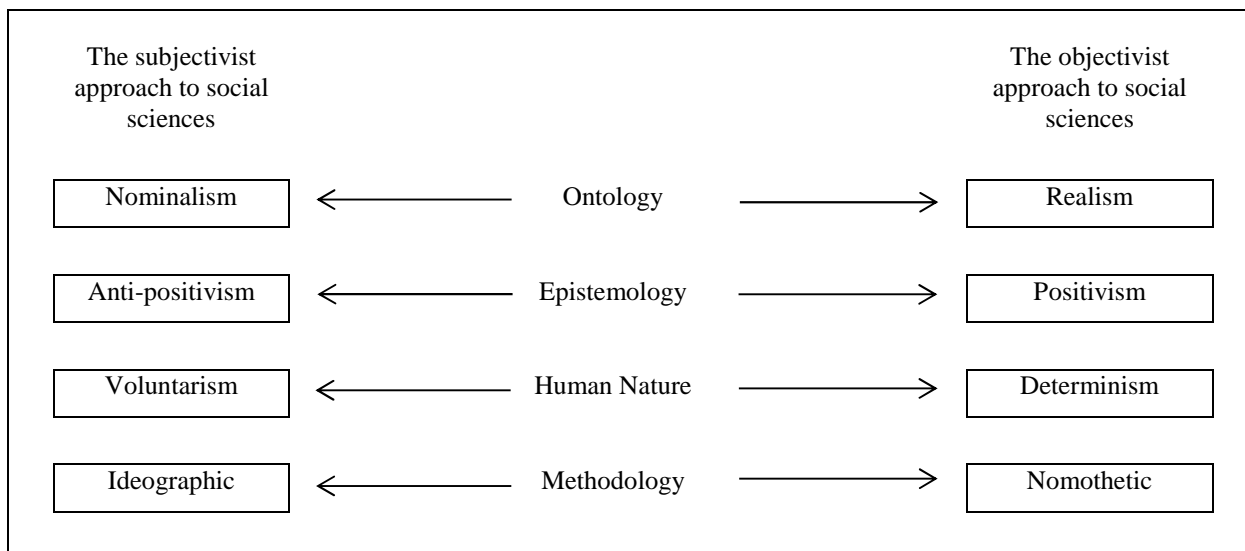 The subjectivist
approach to social
sciences
The objectivist
approach to social
sciences
Nominalism
Ontology
Realism
Anti-positivism
Epistemology
Positivism
Voluntarism
Human Nature
Determinism
Ideographic
Methodology
Nomothetic